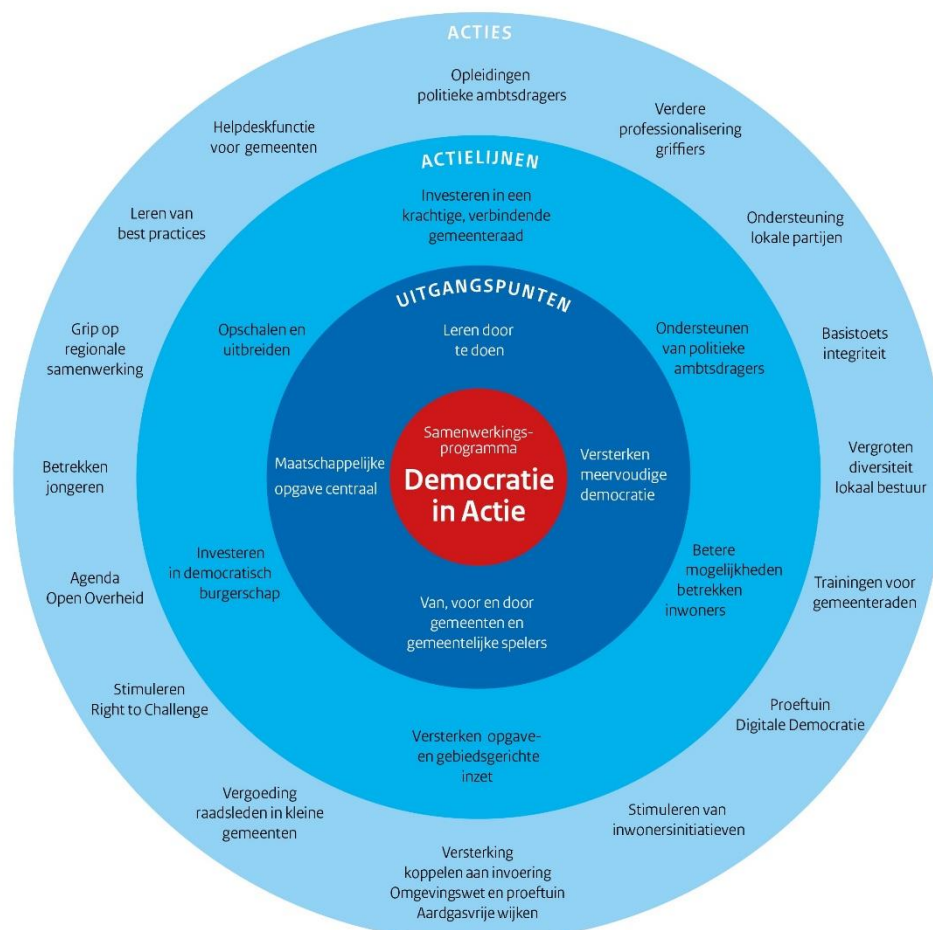 ACTIES
Opleidingen
politieke ambtsdragers
Verdere
professionalisering
griffiers
Ondersteuning
lokale partijen
Basistoets
integriteit
Vergroten
diversiteit
lokaal bestuur
Trainingen voor
gemeenteraden
Proeftuin
Digitale Democratie
Stimuleren van
inwonersinitiatieven
Versterking
koppelen aan invoering
Omgevingswet en proeftuin
Aardgasvrije wijken
Vergoeding
raadsleden in kleine
gemeenten
Stimuleren
Right to Challenge
Agenda
Open Overheid
Betrekken
jongeren
Grip op
regionale
samenwerking
Leren van
best practices
Helpdeskfunctie
voor gemeenten
ACTIELIJNEN
Investeren in een
krachtige, verbindende
gemeenteraad
Ondersteunen
van politieke
ambtsdragers
Betere
mogelijkheden
betrekken
inwoners
Versterken opgave-
en gebiedsgerichte
inzet
Investeren
in democratisch
burgerschap
Opschalen en
uitbreiden
UITGANGSPUNTEN
Leren door
te doen
Versterken
meervoudige
democratie
Van, voor en door
gemeenten en
gemeentelijke spelers
Maatschappelijke
opgave centraal
Samenwerkings-
programma
Democratie
in Actie